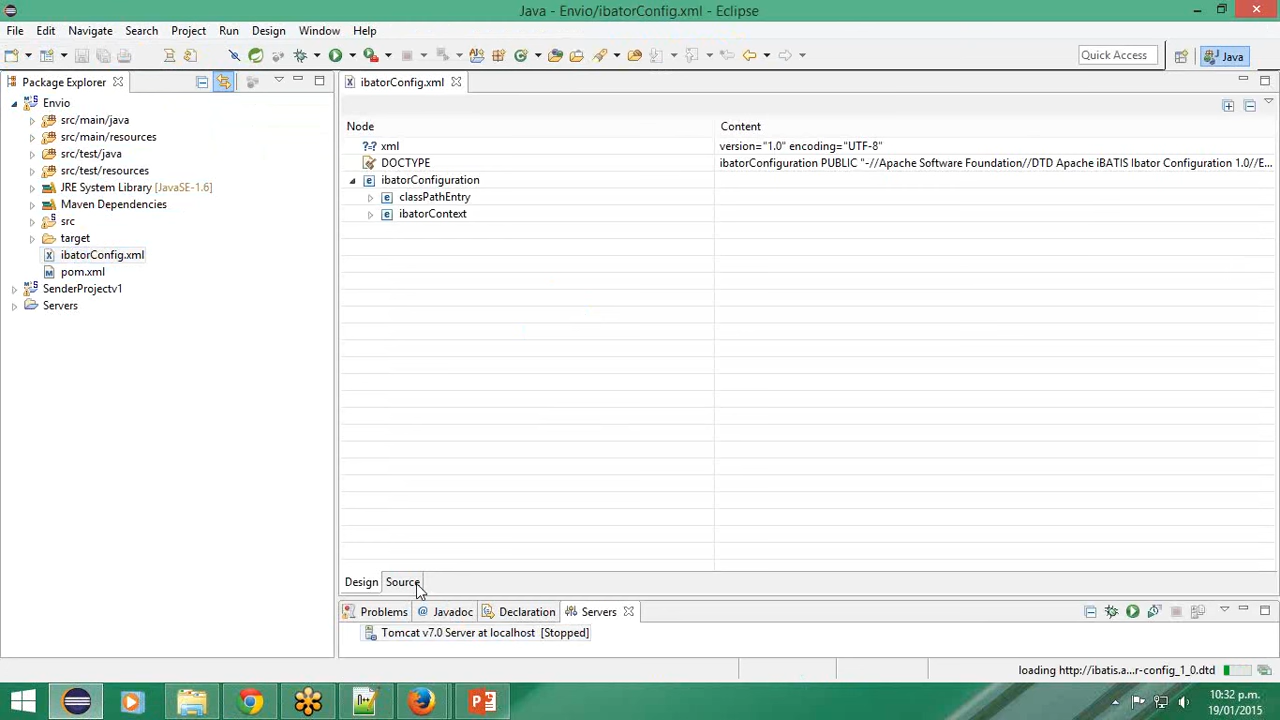 Java - Envio/ibatorConfig.xml - Eclipse
File Edit Navigate Search Project Run Design Window Help
Quick Access Java
Package Explorer
Envio
src/main/java
src/main/resources
src/test/java
src/test/resources
JRE System Library [JavaSE-1.6]
Maven Dependencies
src
target
ibatorConfig.xml
pom.xml
SenderProjectv1
Servers
ibatorConfig.xml
Node Content
xml version="1.0" encoding="UTF-8"
DOCTYPE ibatorConfiguration PUBLIC "-//Apache Software Foundation//DTD Apache iBATIS Ibator Configuration 1.0//E...
ibatorConfiguration
classPathEntry
ibatorContext
Design Source
Problems Javadoc Declaration Servers
Tomcat v7.0 Server at localhost [Stopped]
loading http://ibatis.a...r-config_1_0.dtd
10:32 p.m.
19/01/2015